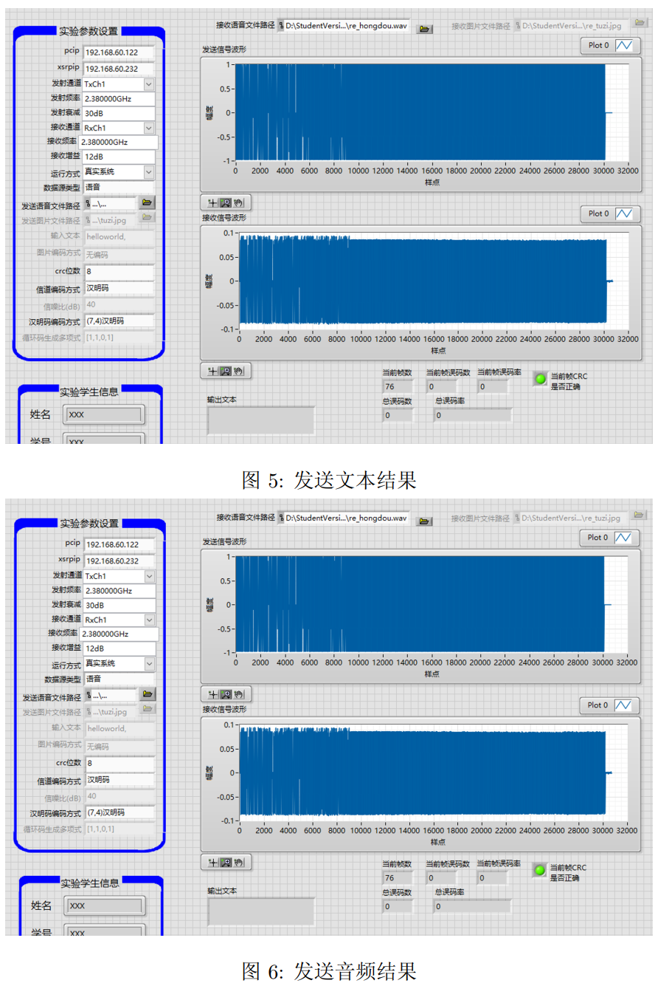 接收语音文件路径 D:\StudentVersi...\re_hongdou.wav 接收图片文件路径 D:\StudentVersi...\re_tuzi.jpg
实验参数设置
pcip 192.168.60.122
xsrpip 192.168.60.232
发射通道 TxCh1
发射频率 2.380000GHz
发射衰减 30dB
接收通道 RxCh1
接收频率 2.380000GHz
接收增益 12dB
运行方式 真实系统
数据源类型 语音
发送语音文件路径 ...\...
发送图片文件路径 ...\tuzi.jpg
输入文本 helloworld,
图片编码方式 无编码
crc位数 8
信道编码方式 汉明码
信噪比(dB) 40
汉明码编码方式 (7,4)汉明码
循环码生成多项式 [1,1,0,1]
实验学生信息
姓名 XXX
学号 XXX
发送信号波形 Plot 0
幅度
1
0.5
0
-0.5
-1
0 2000 4000 6000 8000 10000 12000 14000 16000 18000 20000 22000 24000 26000 28000 30000 32000
样点
接收信号波形 Plot 0
幅度
0.1
0.05
0
-0.05
-0.1
0 2000 4000 6000 8000 10000 12000 14000 16000 18000 20000 22000 24000 26000 28000 30000 32000
样点
输出文本
当前帧数 当前帧误码数 当前帧误码率 当前帧CRC
76 0 0 是否正确
总误码数 总误码率
0 0
图 5: 发送文本结果
接收语音文件路径 D:\StudentVersi...\re_hongdou.wav 接收图片文件路径 D:\StudentVersi...\re_tuzi.jpg
实验参数设置
pcip 192.168.60.122
xsrpip 192.168.60.232
发射通道 TxCh1
发射频率 2.380000GHz
发射衰减 30dB
接收通道 RxCh1
接收频率 2.380000GHz
接收增益 12dB
运行方式 真实系统
数据源类型 语音
发送语音文件路径 ...\...
发送图片文件路径 ...\tuzi.jpg
输入文本 helloworld,
图片编码方式 无编码
crc位数 8
信道编码方式 汉明码
信噪比(dB) 40
汉明码编码方式 (7,4)汉明码
循环码生成多项式 [1,1,0,1]
实验学生信息
姓名 XXX
学号 XXX
发送信号波形 Plot 0
幅度
1
0.5
0
-0.5
-1
0 2000 4000 6000 8000 10000 12000 14000 16000 18000 20000 22000 24000 26000 28000 30000 32000
样点
接收信号波形 Plot 0
幅度
0.1
0.05
0
-0.05
-0.1
0 2000 4000 6000 8000 10000 12000 14000 16000 18000 20000 22000 24000 26000 28000 30000 32000
样点
输出文本
当前帧数 当前帧误码数 当前帧误码率 当前帧CRC
76 0 0 是否正确
总误码数 总误码率
0 0
图 6: 发送音频结果